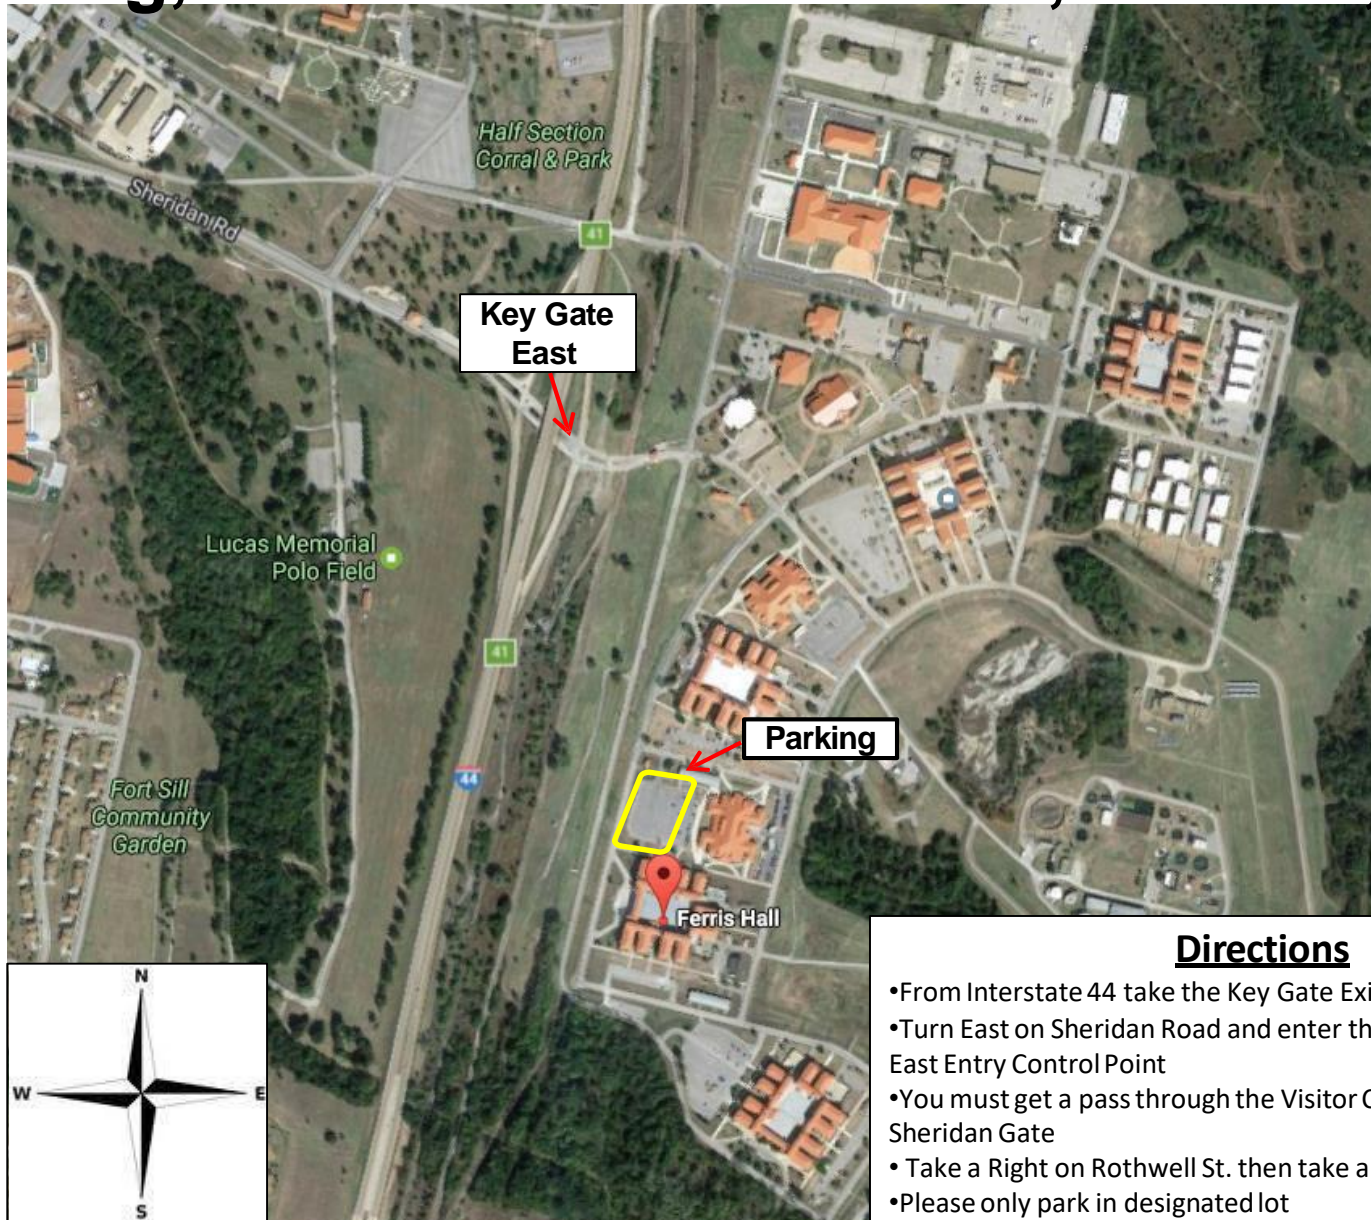 Half Section
Corral & Park
Sheridan Rd
41
Key Gate
East
Lucas Memorial
Polo Field
41
Parking
44
Fort Sill
Community
Garden
Ferris Hall
N
W
E
S
Directions
•From Interstate 44 take the Key Gate
•Turn East on Sheridan Road and enter
East Entry Control Point
•You must get a pass through the Visitor
Sheridan Gate
• Take a Right on Rothwell St. then take a
•Please only park in designated lot